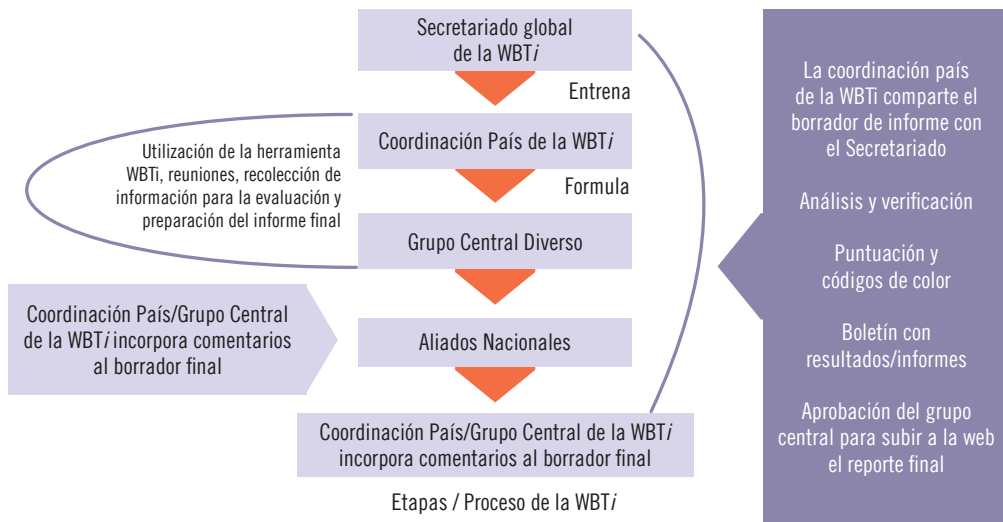 Secretariado global
de la WBTi
Entrena
Coordinación País de la WBTi
Formula
Utilización de la herramienta
WBTi, reuniones, recolección de
información para la evaluación y
preparación del informe final
Grupo Central Diverso
Coordinación País/Grupo Central
de la WBTi incorpora comentarios
al borrador final
Aliados Nacionales
Coordinación País/Grupo Central de la WBTi
incorpora comentarios al borrador final
Etapas / Proceso de la WBTi
La coordinación país
de la WBTi comparte el
borrador de informe con
el Secretariado
Análisis y verificación
Puntuación y
códigos de color
Boletín con
resultados/informes
Aprobación del grupo
central para subir a la web
el reporte final